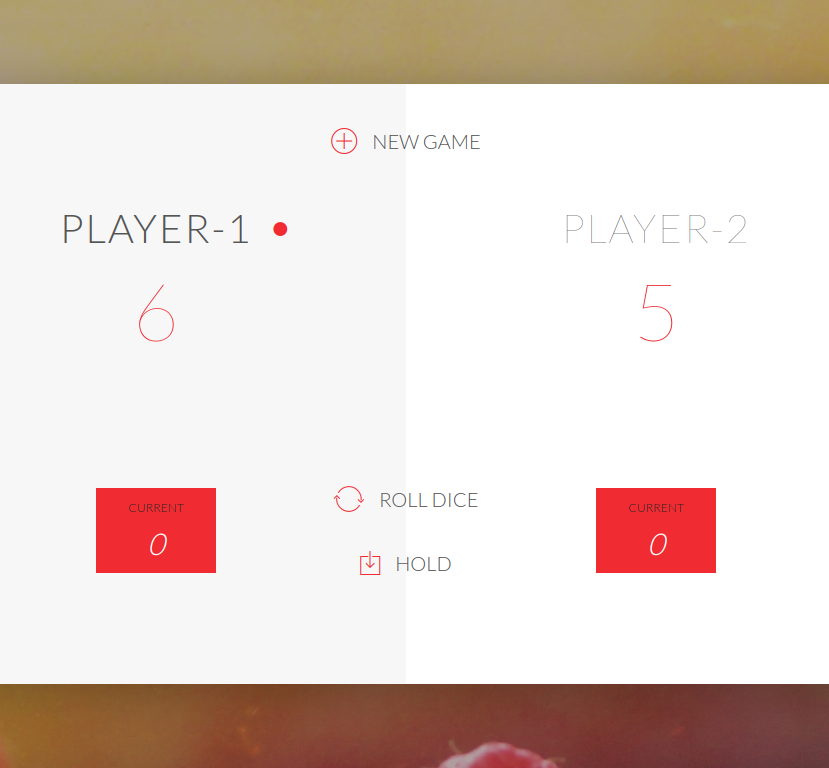 NEW GAME
PLAYER-1
PLAYER-2
6
5
CURRENT
0
ROLL DICE
HOLD
CURRENT
0